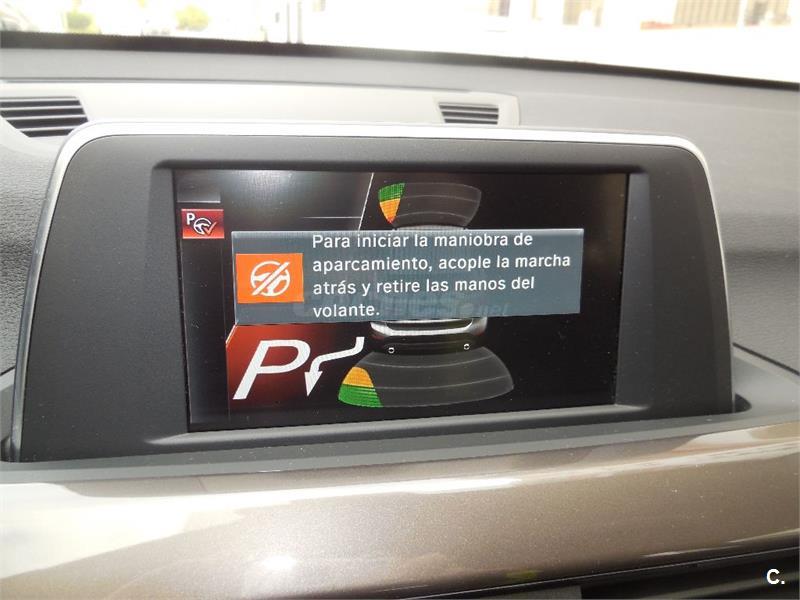 P
Para iniciar la maniobra de
aparcamiento, acople la marcha
atrás y retire las manos del
volante.
P
C.